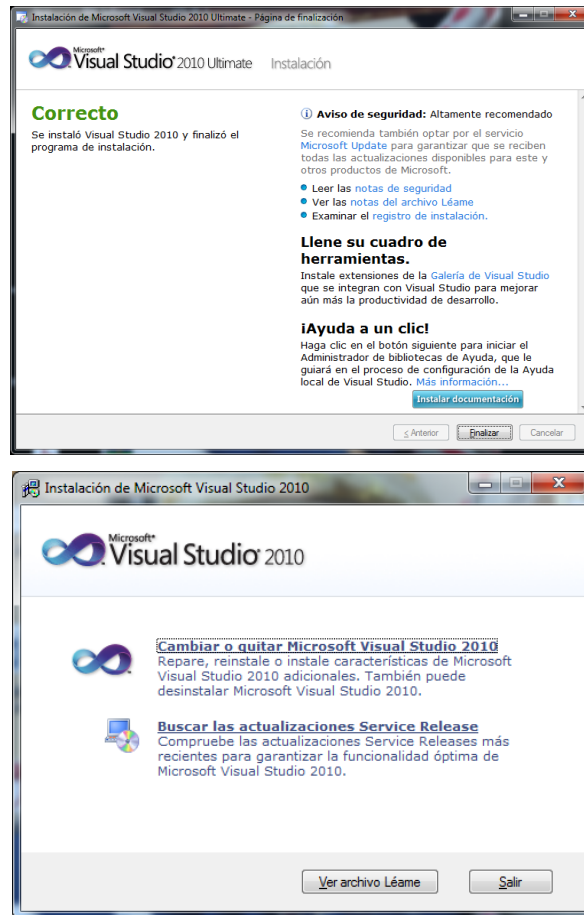 Instalación de Microsoft Visual Studio 2010 Ultimate - Página de finalización
Microsoft®
Visual Studio® 2010 Ultimate Instalación
Correcto
Se instaló Visual Studio 2010 y finalizó el
programa de instalación.
Aviso de seguridad: Altamente recomendado
Se recomienda también optar por el servicio
Microsoft Update para garantizar que se reciben
todas las actualizaciones disponibles para este y
otros productos de Microsoft.
Leer las notas de seguridad
Ver las notas del archivo Léame
Examinar el registro de instalación.
Llene su cuadro de
herramientas.
Instale extensiones de la Galería de Visual Studio
que se integran con Visual Studio para mejorar
aún más la productividad de desarrollo.
¡Ayuda a un clic!
Haga clic en el botón siguiente para iniciar el
Administrador de bibliotecas de Ayuda, que le
guiará en el proceso de configuración de la Ayuda
local de Visual Studio. Más información...
Instalar documentación
< Anterior Finalizar Cancelar
Instalación de Microsoft Visual Studio 2010
Microsoft®
Visual Studio® 2010
Cambiar o quitar Microsoft Visual Studio 2010
Repare, reinstale o instale características de Microsoft
Visual Studio 2010 adicionales. También puede
desinstalar Microsoft Visual Studio 2010.
Buscar las actualizaciones Service Release
Compruebe las actualizaciones Service Releases más
recientes para garantizar la funcionalidad óptima de
Microsoft Visual Studio 2010.
Ver archivo Léame Salir